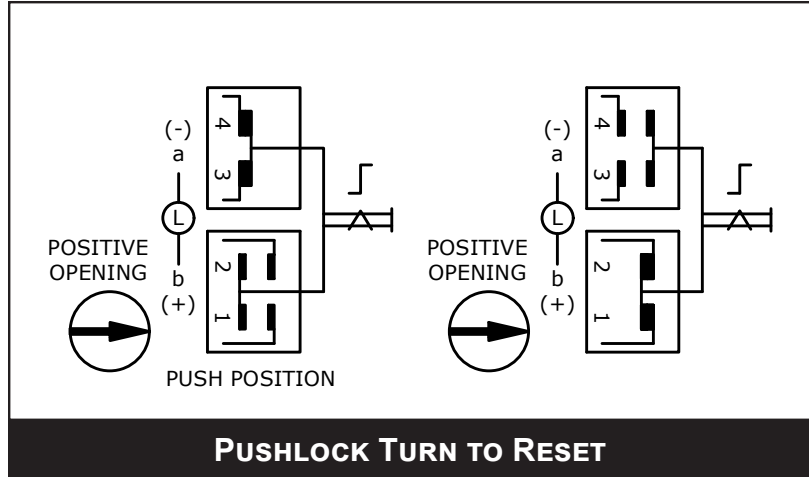 (-)
a
L
b
(+)
4
3
2
1
POSITIVE
OPENING
PUSH POSITION
(-)
a
L
b
(+)
4
3
2
1
POSITIVE
OPENING
PUSHLOCK TURN TO RESET